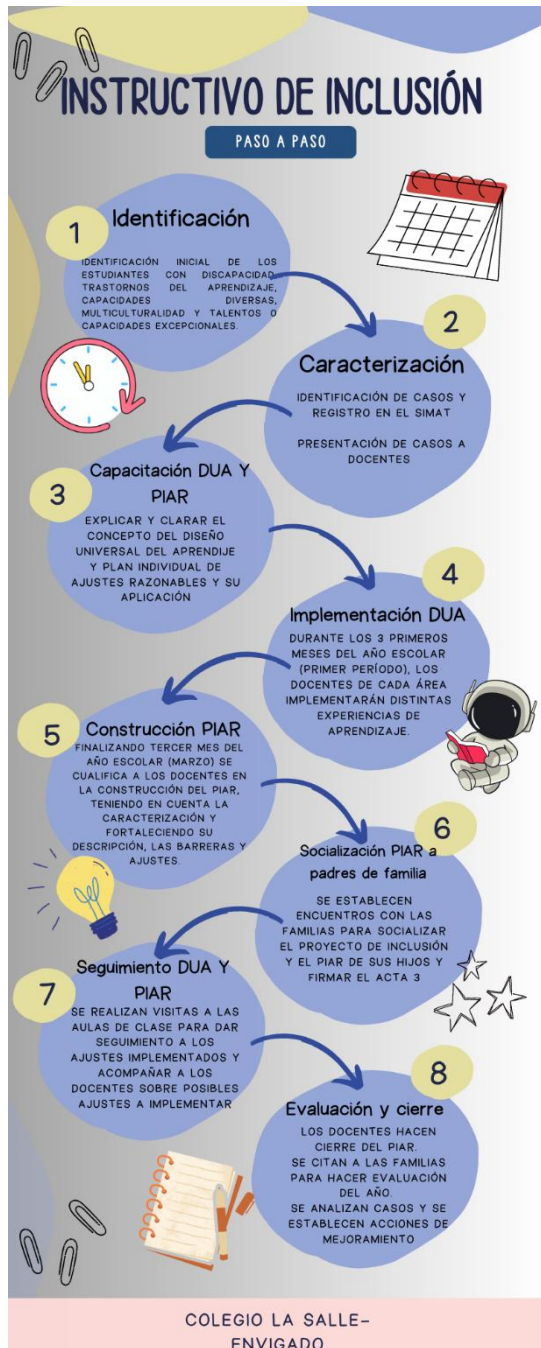 INSTRUCTIVO DE INCLUSIÓN
PASO A PASO
1
Identificación
IDENTIFICACIÓN INICIAL DE LOS
ESTUDIANTES CON DISCAPACIDAD,
TRASTORNOS DEL APRENDIZAJE,
CAPACIDADES DIVERSAS,
MULTICULTURALIDAD Y TALENTOS O
CAPACIDADES EXCEPCIONALES.
2
Caracterización
IDENTIFICACIÓN DE CASOS Y
REGISTRO EN EL SIMAT
PRESENTACIÓN DE CASOS A
DOCENTES
3
Capacitación DUA Y
PIAR
EXPLICAR Y CLARAR EL
CONCEPTO DEL DISEÑO
UNIVERSAL DEL APRENDIJE
Y PLAN INDIVIDUAL DE
AJUSTES RAZONABLES Y SU
APLICACIÓN
4
Implementación DUA
DURANTE LOS 3 PRIMEROS
MESES DEL AÑO ESCOLAR
(PRIMER PERÍODO), LOS
DOCENTES DE CADA ÁREA
IMPLEMENTARÁN DISTINTAS
EXPERIENCIAS DE
APRENDIZAJE.
5
Construcción PIAR
FINALIZANDO TERCER MES DEL
AÑO ESCOLAR (MARZO) SE
CUALIFICA A LOS DOCENTES EN
LA CONSTRUCCIÓN DEL PIAR,
TENIENDO EN CUENTA LA
CARACTERIZACIÓN Y
FORTALECIENDO SU
DESCRIPCIÓN, LAS BARRERAS Y
AJUSTES.
6
Socialización PIAR a
padres de familia
SE ESTABLECEN
ENCUENTROS CON LAS
FAMILIAS PARA SOCIALIZAR
EL PROYECTO DE INCLUSIÓN
Y EL PIAR DE SUS HIJOS Y
FIRMAR EL ACTA 3
7
Seguimiento DUA Y
PIAR
SE REALIZAN VISITAS A LAS
AULAS DE CLASE PARA DAR
SEGUIMIENTO A LOS
AJUSTES IMPLEMENTADOS Y
ACOMPAÑAR A LOS
DOCENTES SOBRE POSIBLES
AJUSTES A IMPLEMENTAR
8
Evaluación y cierre
LOS DOCENTES HACEN
CIERRE DEL PIAR.
SE CITAN A LAS FAMILIAS
PARA HACER EVALUACIÓN
DEL AÑO.
SE ANALIZAN CASOS Y SE
ESTABLECEN ACCIONES DE
MEJORAMIENTO
COLEGIO LA SALLE-
ENVIGADO